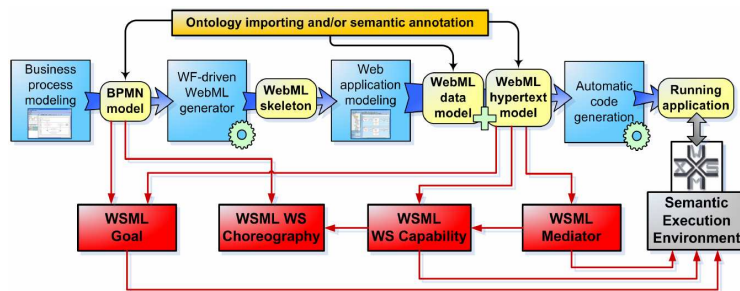 Ontology importing and/or semantic annotation
Business
process
modeling
BPMN
model
WF-driven
WebML
generator
WebML
skeleton
Web
application
modeling
WebML
data
model
WebML
hypertext
model
Automatic
code
generation
Running
application
WSML
Goal
WSML WS
Choreography
WSML
WS Capability
WSML
Mediator
Semantic
Execution
Environment